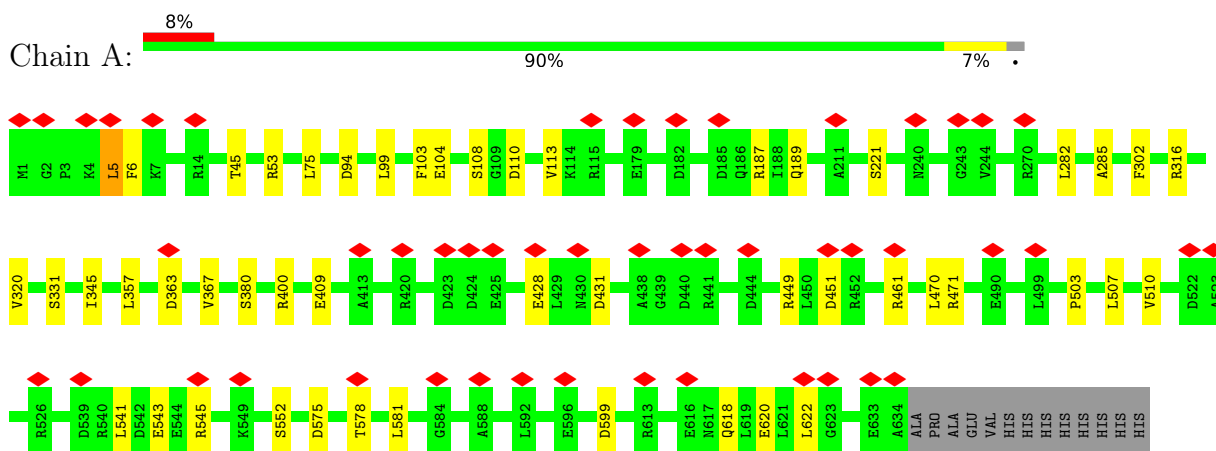 8%
Chain A:
90% 7% •
M1 G2 P3 K4 L5 F6 K7 R14 T45 R53 L75 D94 L99 F103 E104 S108 G109 D110 V113 K114 R115 E179 D182 D185 Q186 R187 I188 Q189 A211 S221 N240 G243 V244 R270 L282 A285 F302 R316
V320 S331 I345 L357 D363 V367 S380 R400 E409 A413 R420 D423 D424 E425 E428 L429 N430 D431 A438 G439 D440 R441 D444 R449 L450 D451 R452 R461 L470 R471 E490 L499 P503 L507 V510 D522 A523
R526 D539 R540 L541 D542 E543 E544 R545 K549 S552 D575 T578 L581 G584 A588 L592 E596 D599 R613 E616 N617 Q618 L619 E620 L621 L622 G623 E633 A634 ALA PRO ALA GLU VAL HIS HIS HIS HIS HIS HIS HIS HIS